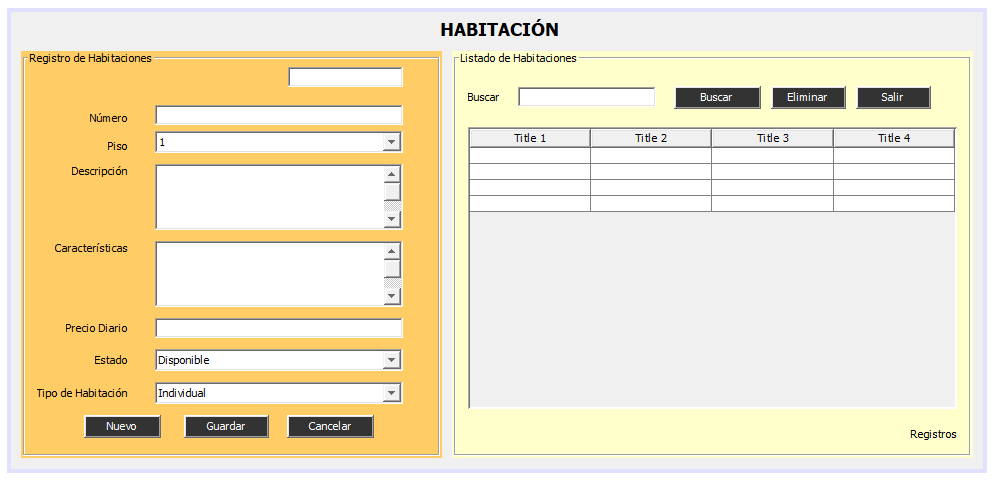 HABITACIÓN
Registro de Habitaciones
Número
Piso
1
Descripción
Características
Precio Diario
Estado
Disponible
Tipo de Habitación
Individual
Nuevo
Guardar
Cancelar
Listado de Habitaciones
Buscar
Buscar
Eliminar
Salir
Title 1
Title 2
Title 3
Title 4
Registros